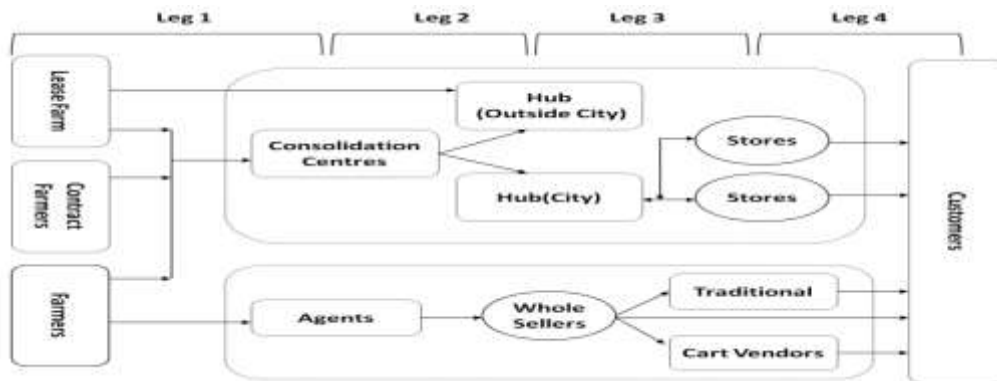 Leg 1
Leg 2
Leg 3
Leg 4
Lease Farm
Contract
Farmers
Farmers
Hub
(Outside City)
Consolidation
Centres
Hub(City)
Stores
Stores
Customers
Agents
Whole
Sellers
Traditional
Cart Vendors